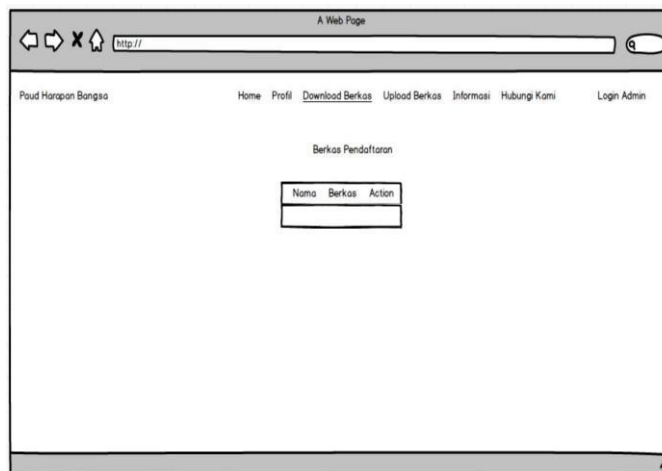 A Web Page
http://
Paud Harapan Bangsa Home Profil Download Berkas Upload Berkas Informasi Hubungi Kami Login Admin
Berkas Pendaftaran
Nama Berkas Action